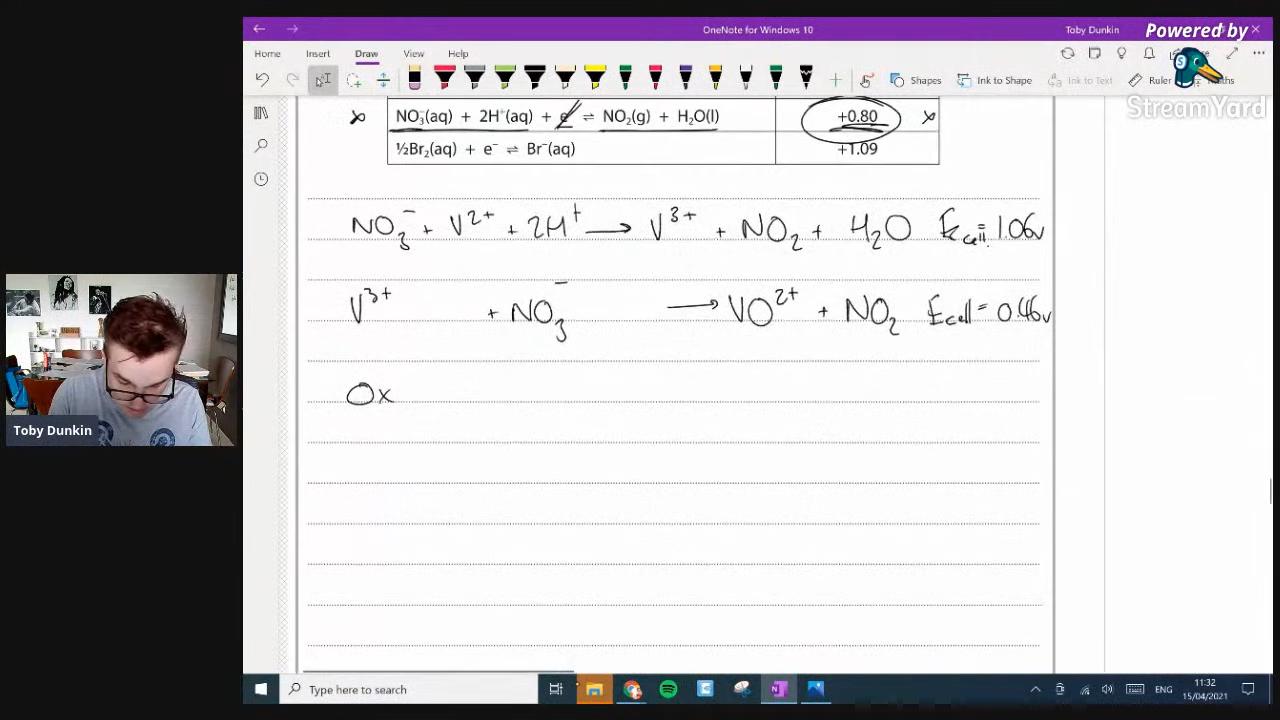 OneNote for Windows 10
Toby Dunkin
Powered by
StreamYard
Home Insert Draw View Help
Shapes Ink to Shape Ink to Text Ruler Maths
× NO₃⁻(aq) + 2H⁺(aq) + e⁻ ⇌ NO₂(g) + H₂O(l) +0.80 ×
½Br₂(aq) + e⁻ ⇌ Br⁻(aq) +1.09
NO₃⁻ + V²⁺ + 2H⁺ → V³⁺ + NO₂ + H₂O Ecell = 1.06v
V³⁺ + NO₃⁻ → VO²⁺ + NO₂ Ecell = 0.46v
Ox
Toby Dunkin
Type here to search
ENG
11:32
15/04/2021